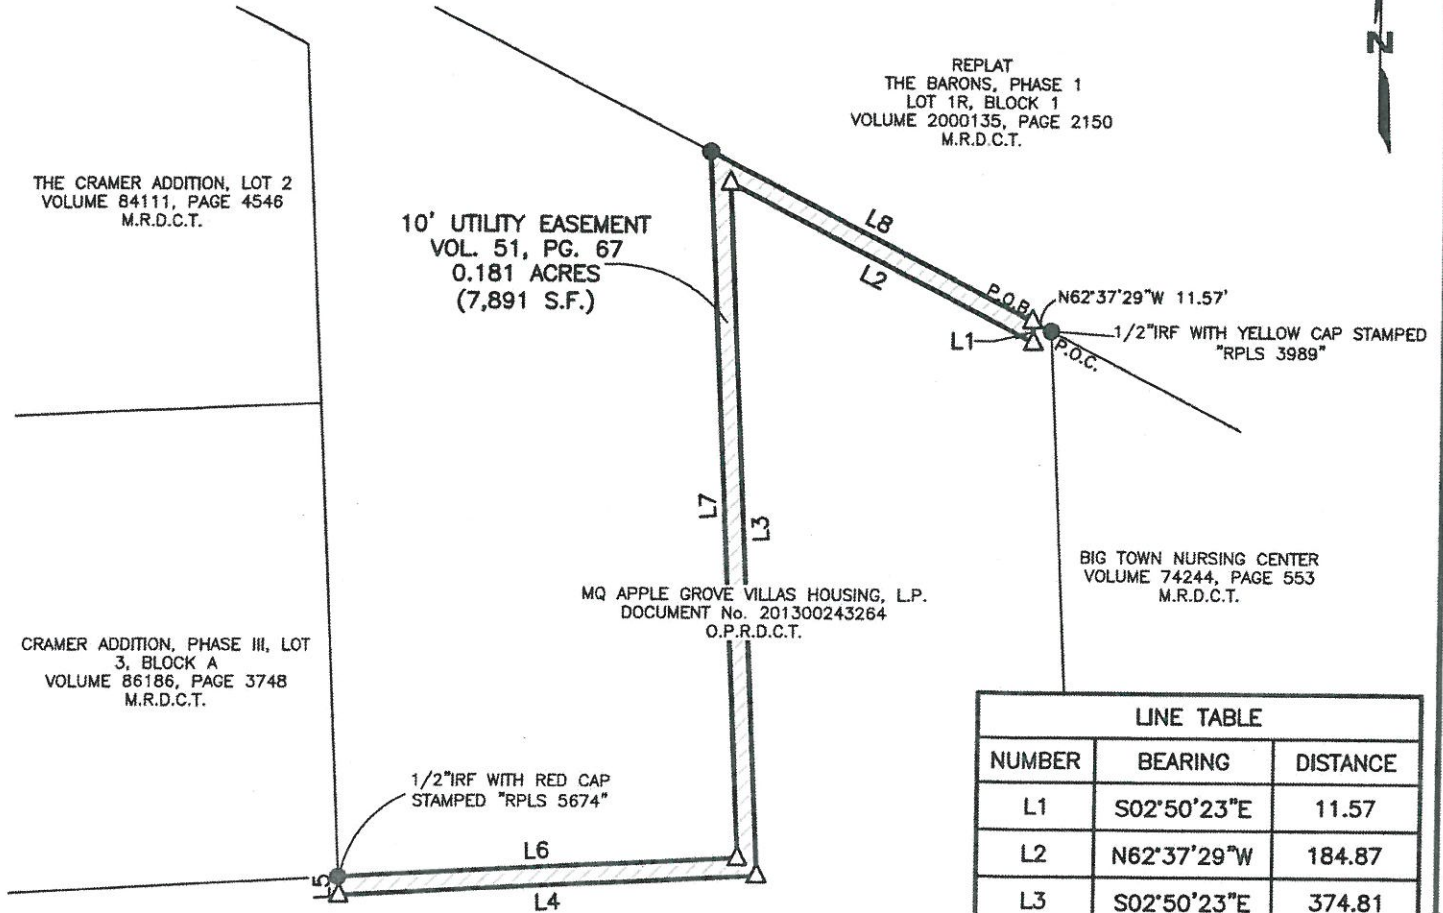 N
REPLAT
THE BARONS, PHASE 1
LOT 1R, BLOCK 1
VOLUME 2000135, PAGE 2150
M.R.D.C.T.
THE CRAMER ADDITION, LOT 2
VOLUME 84111, PAGE 4546
M.R.D.C.T.
10' UTILITY EASEMENT
VOL. 51, PG. 67
0.181 ACRES
(7,891 S.F.)
L8
L2
P.O.B.
N62°37'29"W 11.57'
L1
1/2"IRF WITH YELLOW CAP STAMPED
"RPLS 3989"
P.O.C.
L7
L3
MQ APPLE GROVE VILLAS HOUSING, L.P.
DOCUMENT No. 201300243264
O.P.R.D.C.T.
BIG TOWN NURSING CENTER
VOLUME 74244, PAGE 553
M.R.D.C.T.
CRAMER ADDITION, PHASE III, LOT
3, BLOCK A
VOLUME 86186, PAGE 3748
M.R.D.C.T.
1/2"IRF WITH RED CAP
STAMPED "RPLS 5674"
L6
L5
L4
LINE TABLE
NUMBER BEARING DISTANCE
L1 S02°50'23"E 11.57
L2 N62°37'29"W 184.87
L3 S02°50'23"E 374.81